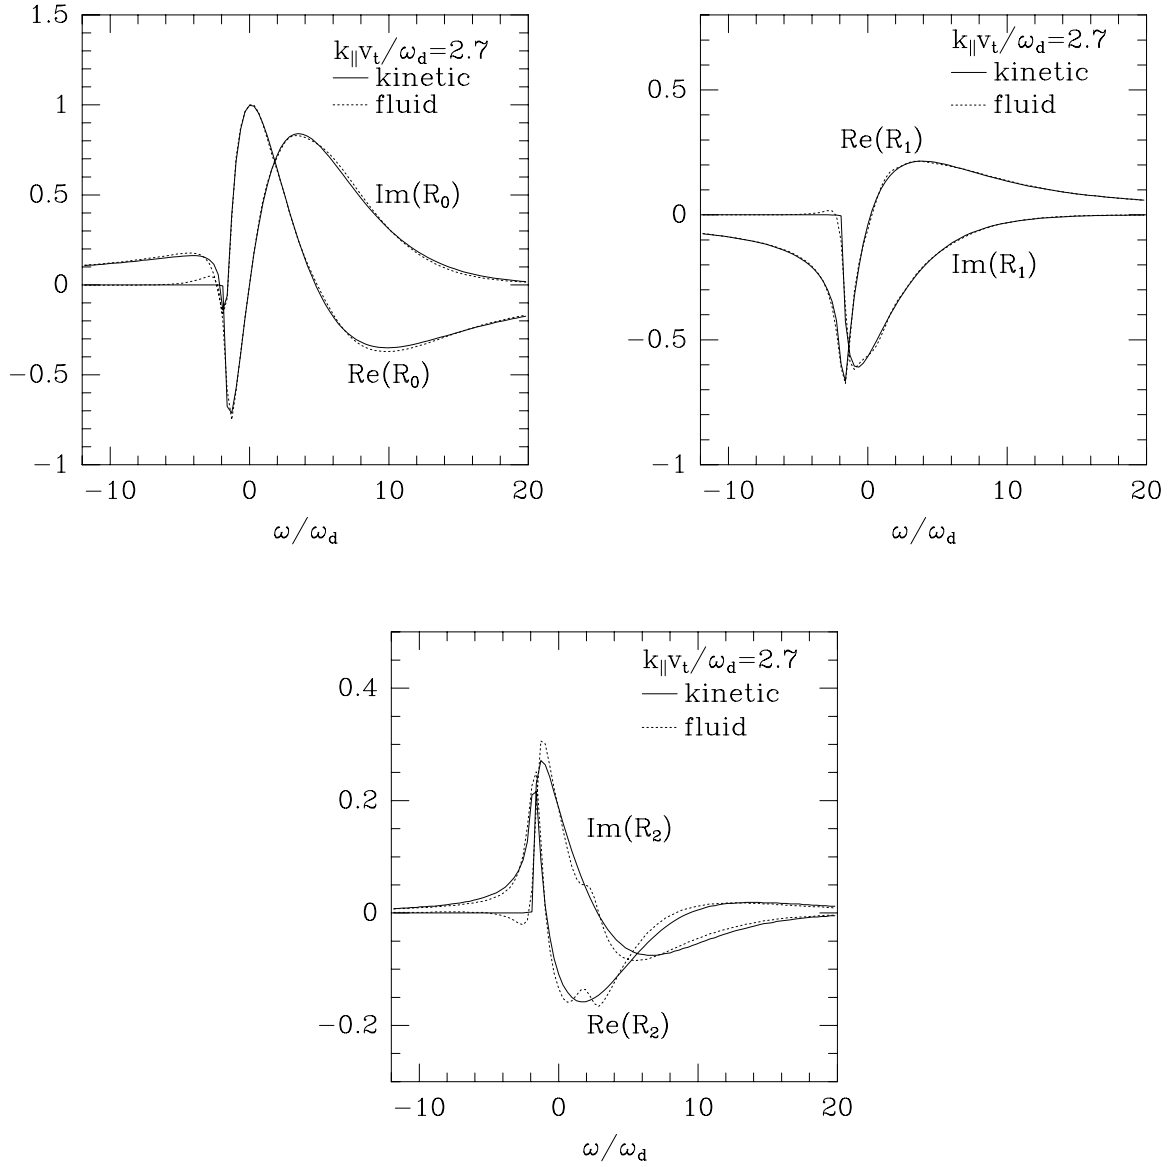 1.5
1
0.5
0
−0.5
−1
k∥vt/ωd=2.7
kinetic
fluid
Im(R0)
Re(R0)
−10 0 10 20
ω/ωd
0.5
0
−0.5
−1
k∥vt/ωd=2.7
kinetic
fluid
Re(R1)
Im(R1)
−10 0 10 20
ω/ωd
0.4
0.2
0
−0.2
k∥vt/ωd=2.7
kinetic
fluid
Im(R2)
Re(R2)
−10 0 10 20
ω/ωd